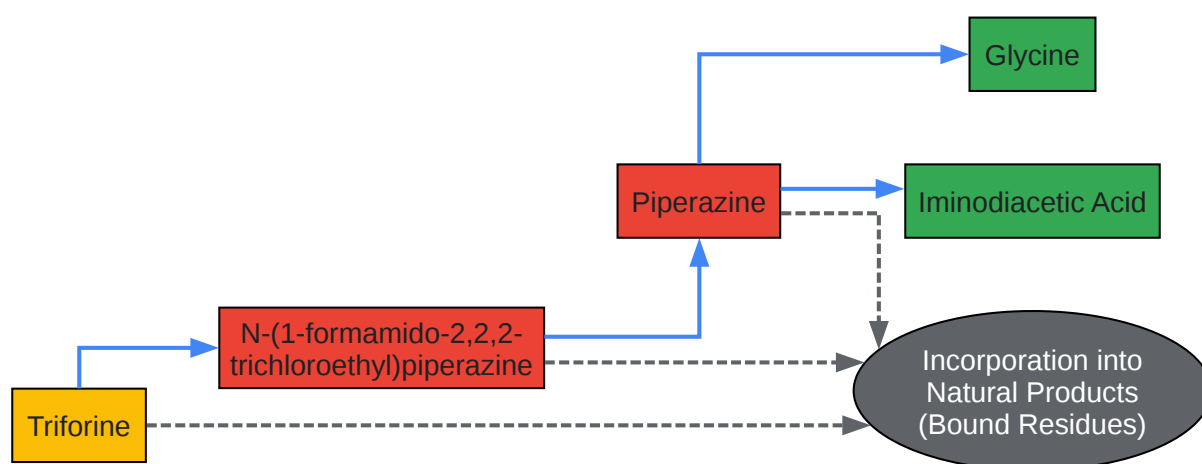 Glycine
Piperazine
Iminodiacetic Acid
N-(1-formamido-2,2,2-
trichloroethyl)piperazine
Incorporation into
Natural Products
(Bound Residues)
Triforine